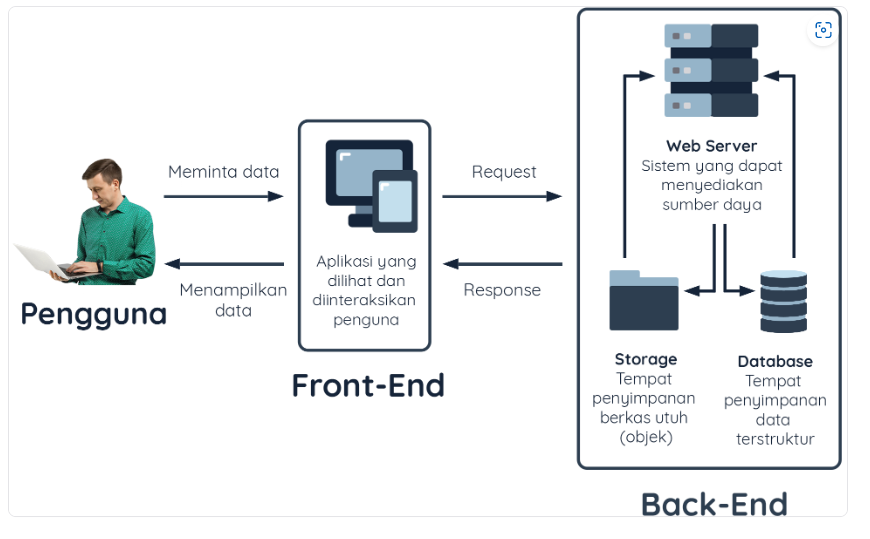 Meminta data
Menampilkan
data
Pengguna
Aplikasi yang
dilihat dan
diinteraksikan
penguna
Front-End
Request
Response
Web Server
Sistem yang dapat
menyediakan
sumber daya
Storage
Tempat
penyimpanan
berkas utuh
(objek)
Database
Tempat
penyimpanan
data
terstruktur
Back-End